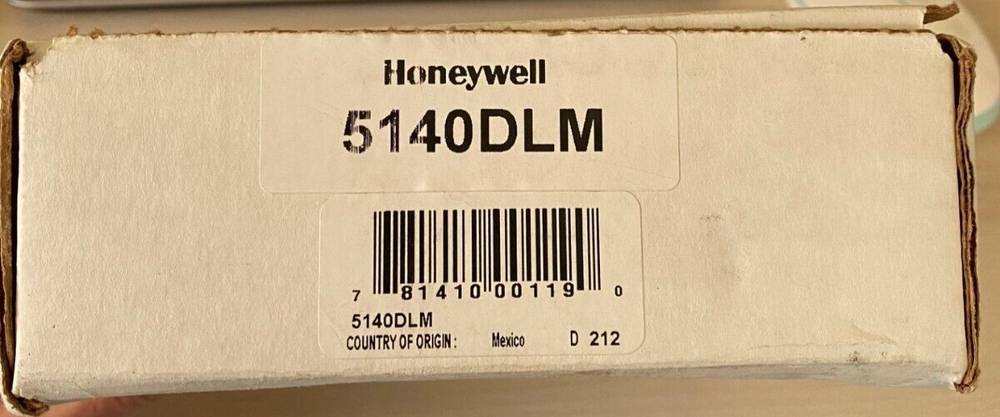 Honeywell
5140DLM
7 81410 00119 0
5140DLM
COUNTRY OF ORIGIN : Mexico D 212